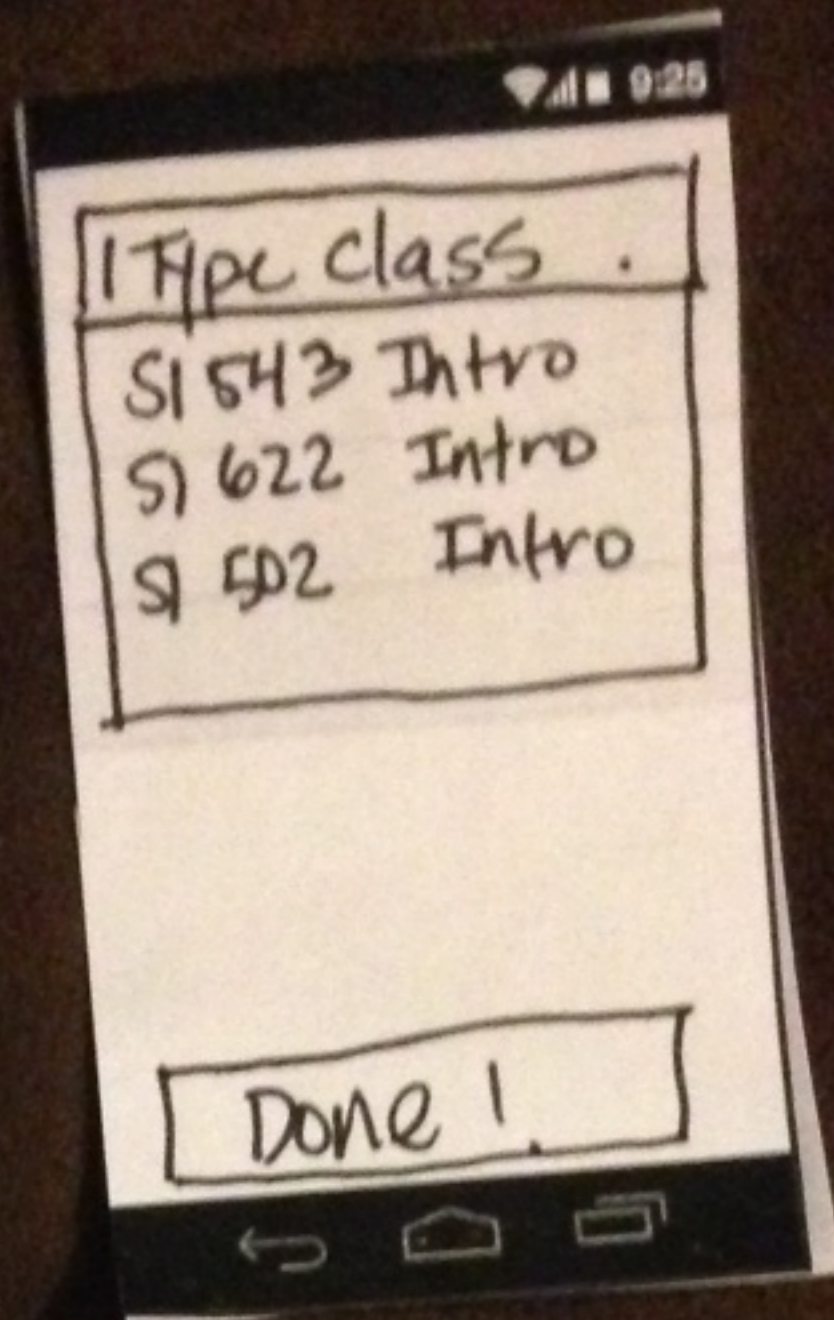 9:25
Type class .
SI 543 Intro
SI 622 Intro
SI 502 Intro
Done !